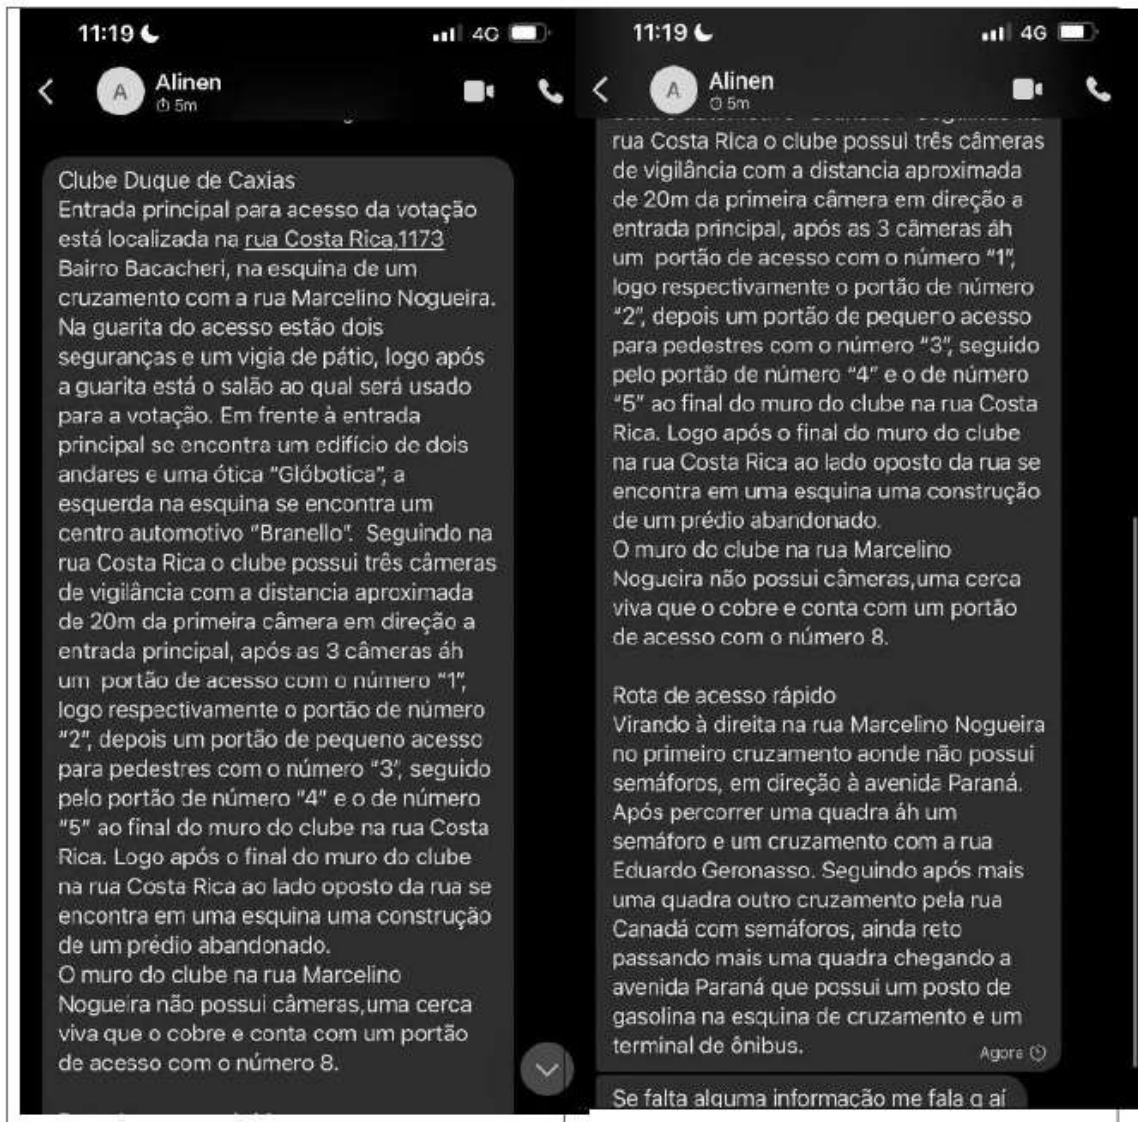 11:19
4G
Alinen
5m
Clube Duque de Caxias
Entrada principal para acesso da votação
está localizada na rua Costa Rica,1173
Bairro Bacacheri, na esquina de um
cruzamento com a rua Marcelino Nogueira.
Na guarita do acesso estão dois
seguranças e um vigia de pátio, logo após
a guarita está o salão ao qual será usado
para a votação. Em frente à entrada
principal se encontra um edifício de dois
andares e uma ótica "Glóbotica", a
esquerda na esquina se encontra um
centro automotivo "Branello". Seguindo na
rua Costa Rica o clube possui três câmeras
de vigilância com a distancia aproximada
de 20m da primeira câmera em direção a
entrada principal, após as 3 câmeras áh
um portão de acesso com o número "1",
logo respectivamente o portão de número
"2", depois um portão de pequeno acesso
para pedestres com o número "3", seguido
pelo portão de número "4" e o de número
"5" ao final do muro do clube na rua Costa
Rica. Logo após o final do muro do clube
na rua Costa Rica ao lado oposto da rua se
encontra em uma esquina uma construção
de um prédio abandonado.
O muro do clube na rua Marcelino
Nogueira não possui câmeras,uma cerca
viva que o cobre e conta com um portão
de acesso com o número 8.
11:19
4G
A
Alinen
5m
rua Costa Rica o clube possui três câmeras
de vigilância com a distancia aproximada
de 20m da primeira câmera em direção a
entrada principal, após as 3 câmeras áh
um portão de acesso com o número "1",
logo respectivamente o portão de número
"2", depois um portão de pequeno acesso
para pedestres com o número "3", seguido
pelo portão de número "4" e o de número
"5" ao final do muro do clube na rua Costa
Rica. Logo após o final do muro do clube
na rua Costa Rica ao lado oposto da rua se
encontra em uma esquina uma construção
de um prédio abandonado.
O muro do clube na rua Marcelino
Nogueira não possui câmeras,uma cerca
viva que o cobre e conta com um portão
de acesso com o número 8.
Rota de acesso rápido
Virando à direita na rua Marcelino Nogueira
no primeiro cruzamento aonde não possui
semáforos, em direção à avenida Paraná.
Após percorrer uma quadra áh um
semáforo e um cruzamento com a rua
Eduardo Geronasso. Seguindo após mais
uma quadra outro cruzamento pela rua
Canadá com semáforos, ainda reto
passando mais uma quadra chegando a
avenida Paraná que possui um posto de
gasolina na esquina de cruzamento e um
terminal de ônibus.
Agora
Se falta alguma informação me fala q aí